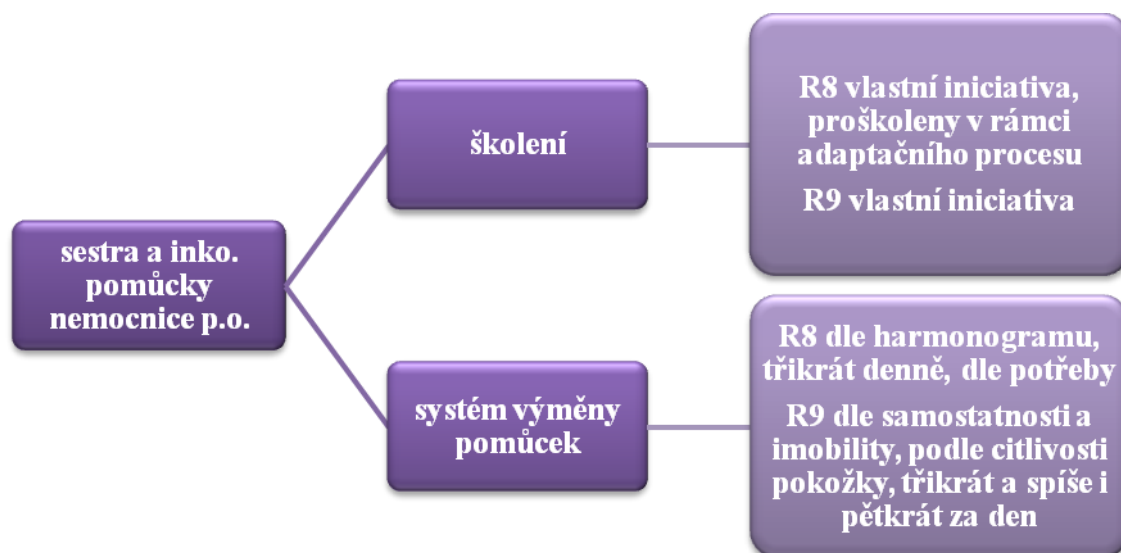 sestra a inko.
pomůcky
nemocnice p.o.
školení
R8 vlastní iniciativa,
proškoleny v rámci
adaptačního procesu
R9 vlastní iniciativa
systém výměny
pomůcek
R8 dle harmonogramu,
třikrát denně, dle potřeby
R9 dle samostatnosti a
imobility, podle citlivosti
pokožky, třikrát a spíše i
pětkrát za den